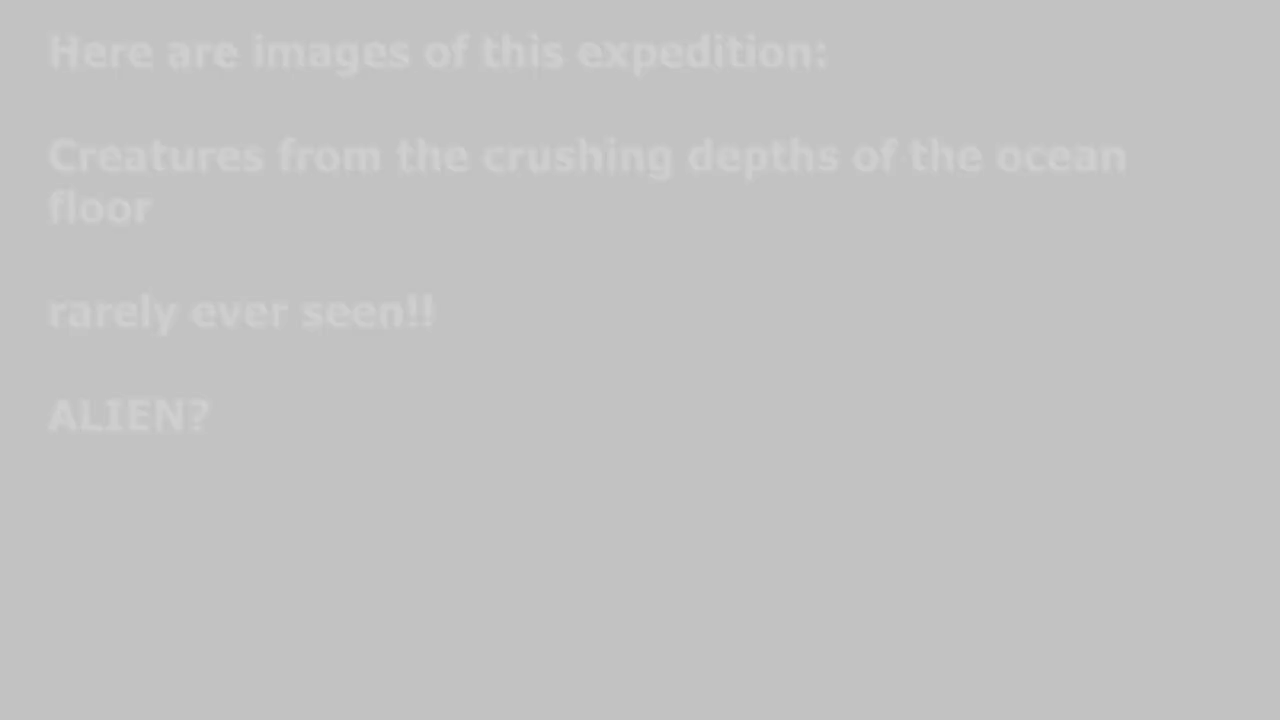 Here are images of this expedition:
Creatures from the crushing depths of the ocean
floor
rarely ever seen!!
ALIEN?